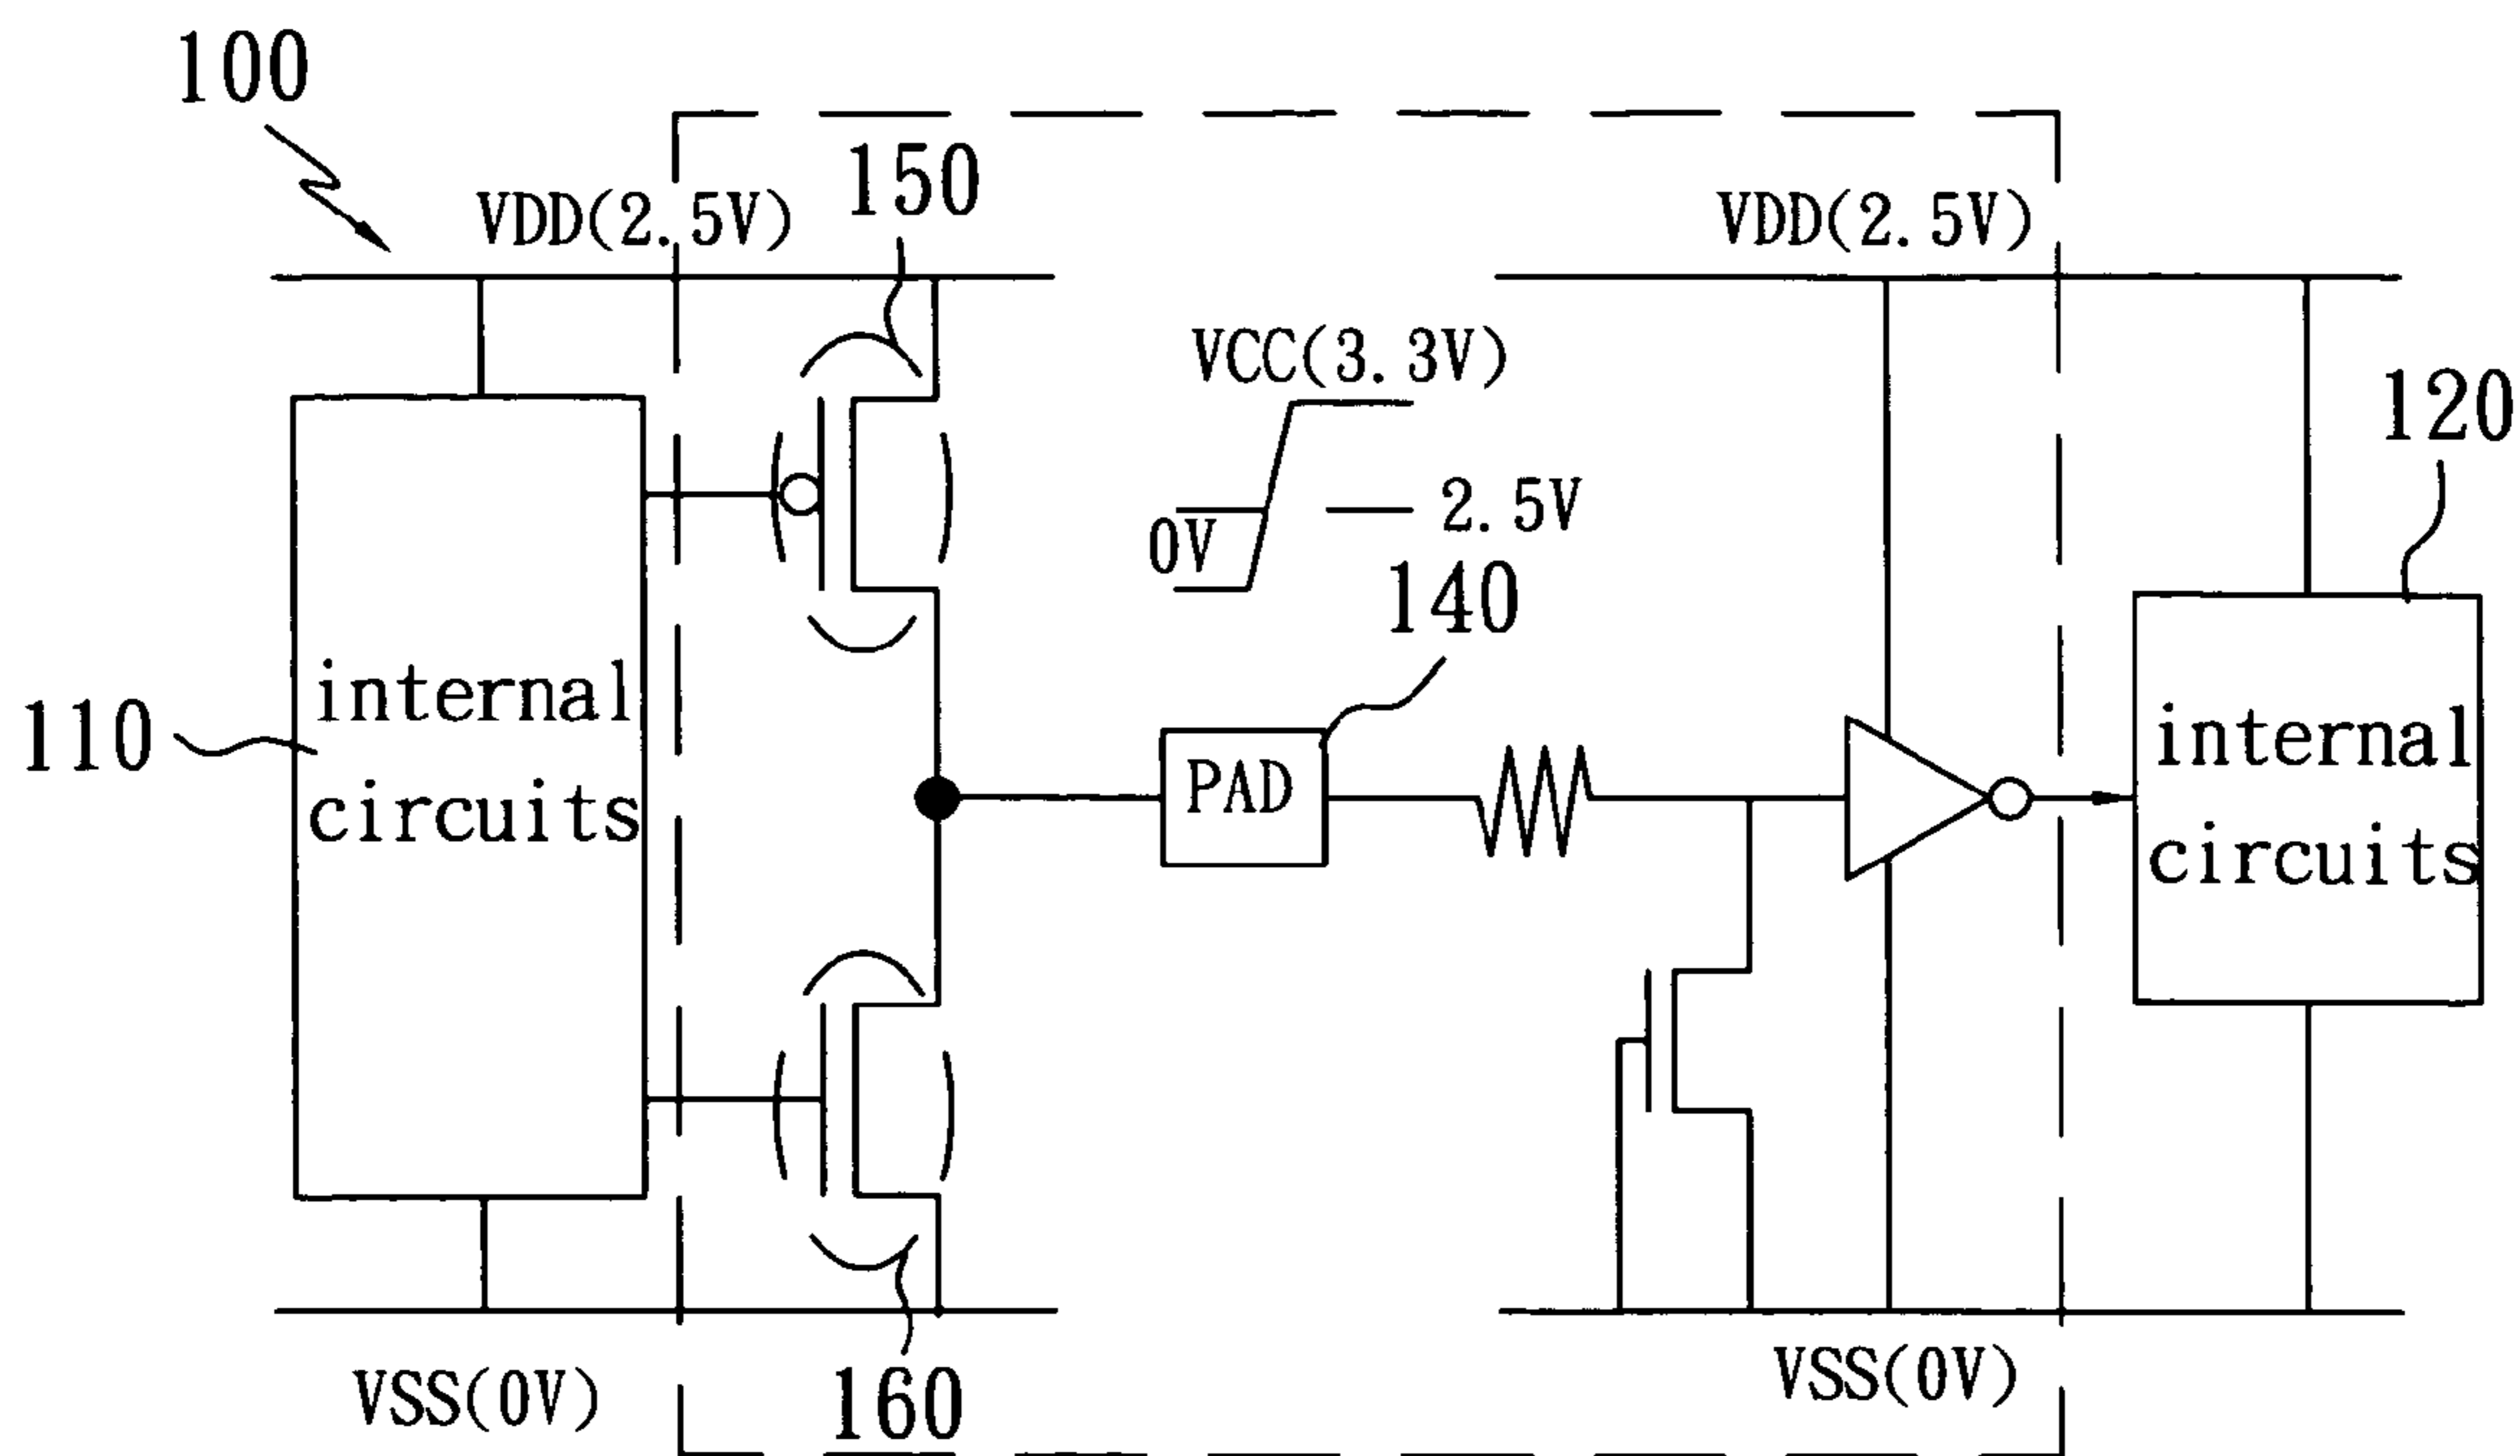 100
150
VDD(2.5V)
VDD(2.5V)
VCC(3.3V)
120
2.5V
0V
140
110
internal
circuits
PAD
internal
circuits
VSS(0V)
160
VSS(0V)